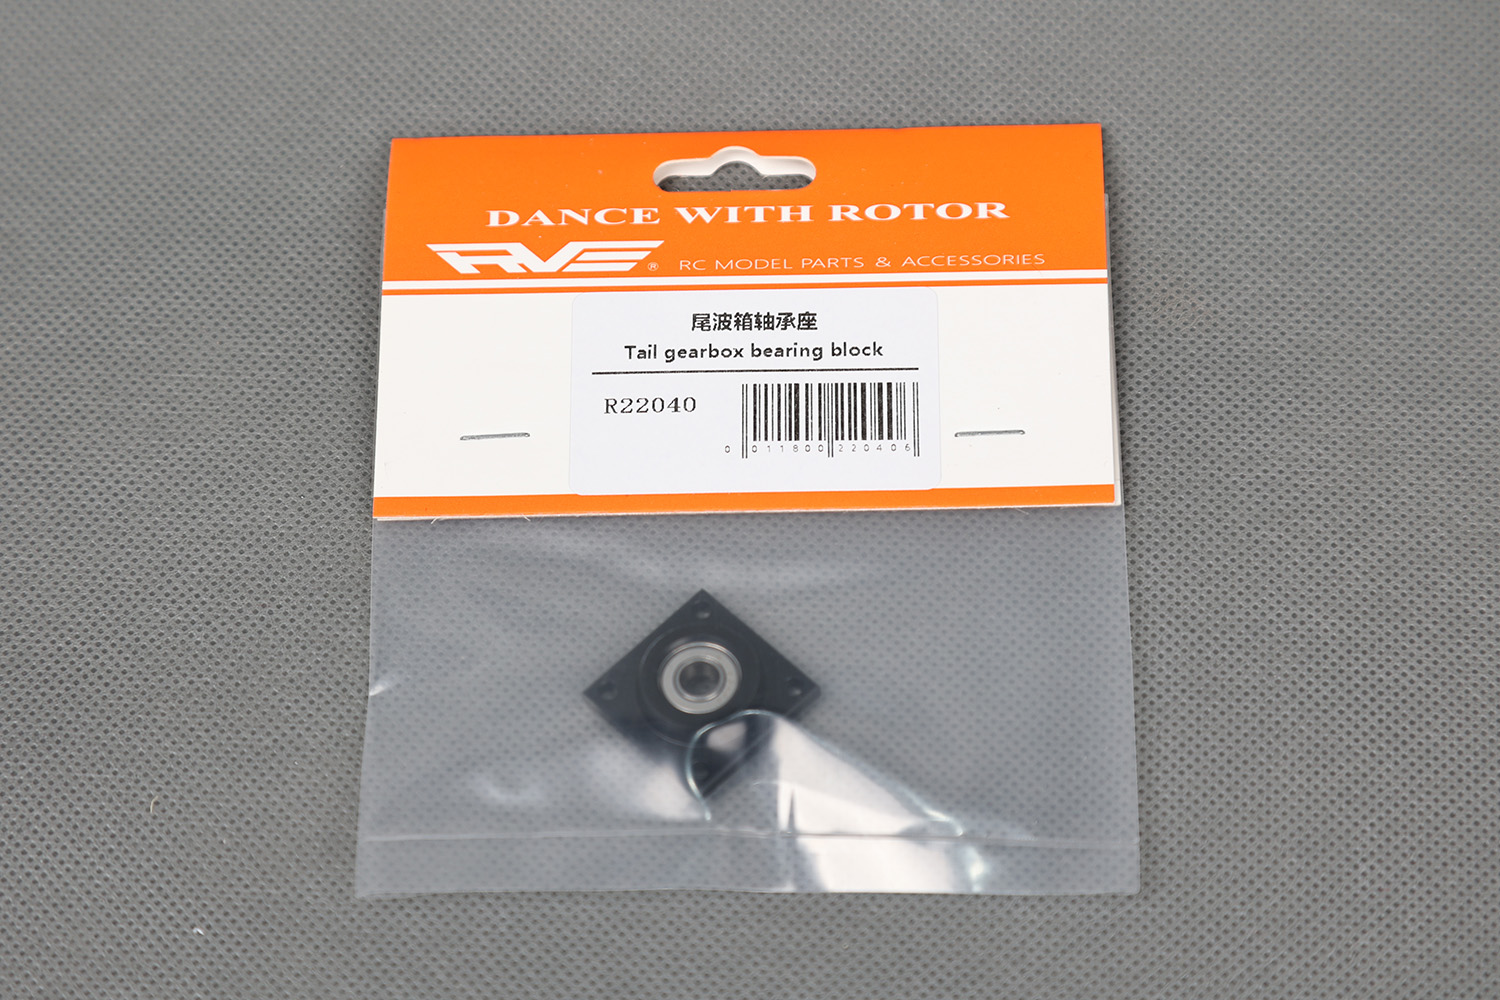 DANCE WITH ROTOR
RVE® RC MODEL PARTS & ACCESSORIES
尾波箱轴承座
Tail gearbox bearing block
R22040
0 011800 220406